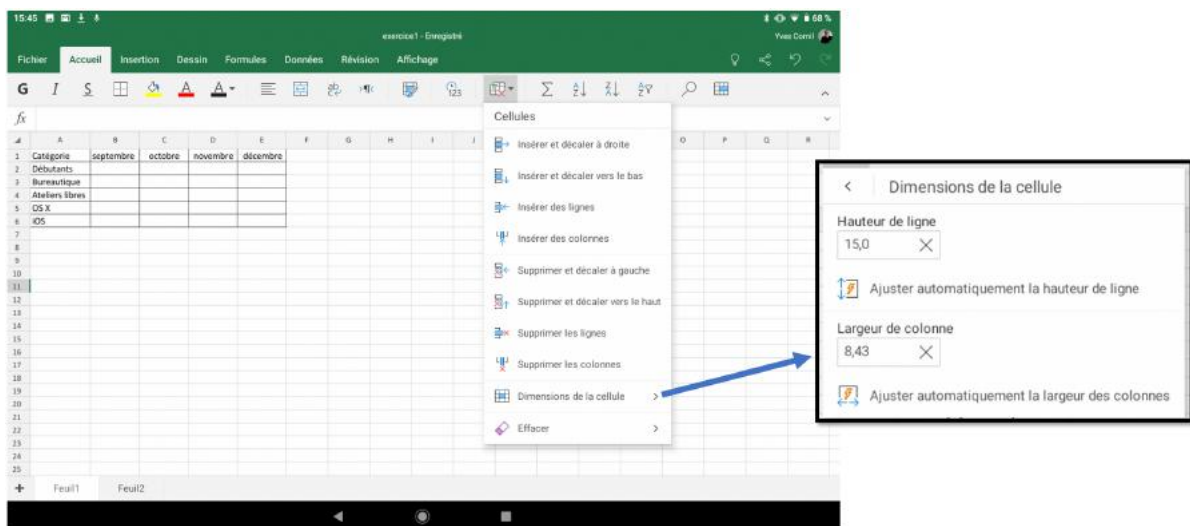 15:45 68 %
exercice1 - Enregistré Yves Cornil
Fichier Accueil Insertion Dessin Formules Données Révision Affichage
G I S A A 123
fx
A B C D E F G H I J O P Q R
1 Catégorie septembre octobre novembre décembre
2 Débutants
3 Bureautique
4 Ateliers libres
5 OS X
6 iOS
7
8
9
10
11
12
13
14
15
16
17
18
19
20
21
22
23
24
25
+ Feuil1 Feuil2
Cellules
Insérer et décaler à droite
Insérer et décaler vers le bas
Insérer des lignes
Insérer des colonnes
Supprimer et décaler à gauche
Supprimer et décaler vers le haut
Supprimer les lignes
Supprimer les colonnes
Dimensions de la cellule >
Effacer >
< Dimensions de la cellule
Hauteur de ligne
15,0
Ajuster automatiquement la hauteur de ligne
Largeur de colonne
8,43
Ajuster automatiquement la largeur des colonnes